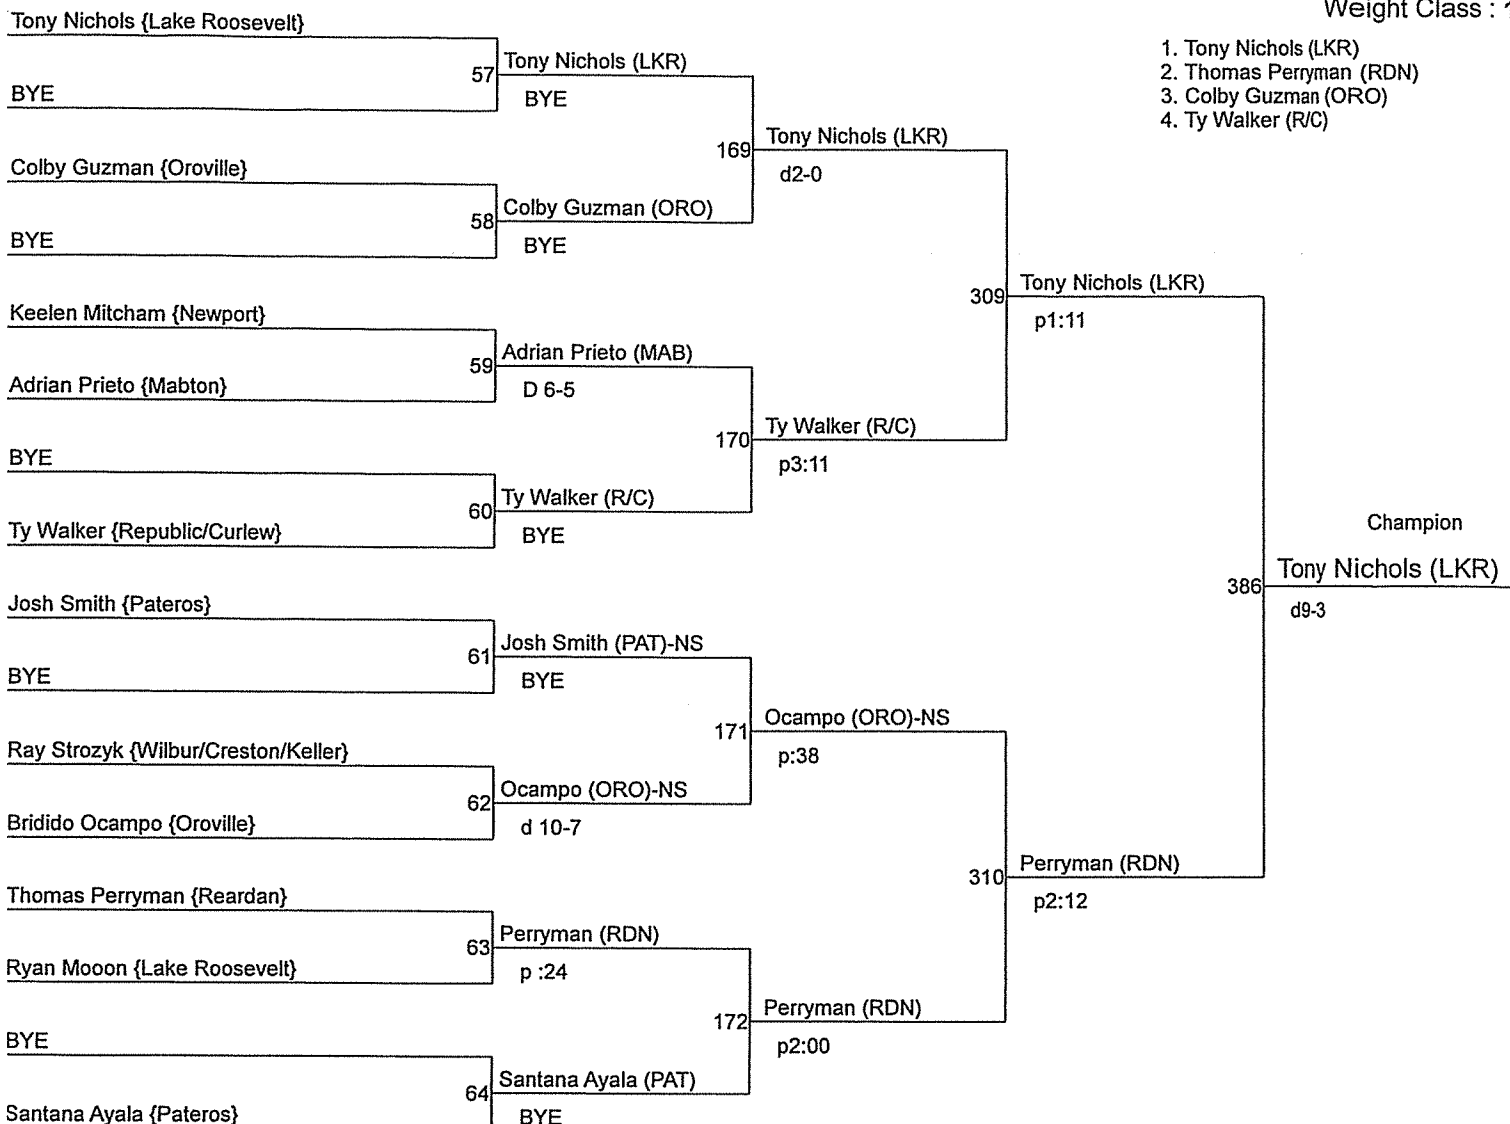 Weight Class :
1. Tony Nichols (LKR)
2. Thomas Perryman (RDN)
3. Colby Guzman (ORO)
4. Ty Walker (R/C)
Tony Nichols {Lake Roosevelt}
57
Tony Nichols (LKR)
BYE
BYE
169
Tony Nichols (LKR)
d2-0
Colby Guzman {Oroville}
58
Colby Guzman (ORO)
BYE
BYE
309
Tony Nichols (LKR)
p1:11
Keelen Mitcham {Newport}
59
Adrian Prieto (MAB)
D 6-5
Adrian Prieto {Mabton}
170
Ty Walker (R/C)
p3:11
BYE
60
Ty Walker (R/C)
BYE
Ty Walker {Republic/Curlew}
Champion
386
Tony Nichols (LKR)
d9-3
Josh Smith {Pateros}
61
Josh Smith (PAT)-NS
BYE
BYE
171
Ocampo (ORO)-NS
p:38
Ray Strozyk {Wilbur/Creston/Keller}
62
Ocampo (ORO)-NS
d 10-7
Bridido Ocampo {Oroville}
310
Perryman (RDN)
p2:12
Thomas Perryman {Reardan}
63
Perryman (RDN)
p :24
Ryan Mooon {Lake Roosevelt}
172
Perryman (RDN)
p2:00
BYE
64
Santana Ayala (PAT)
BYE
Santana Ayala {Pateros}